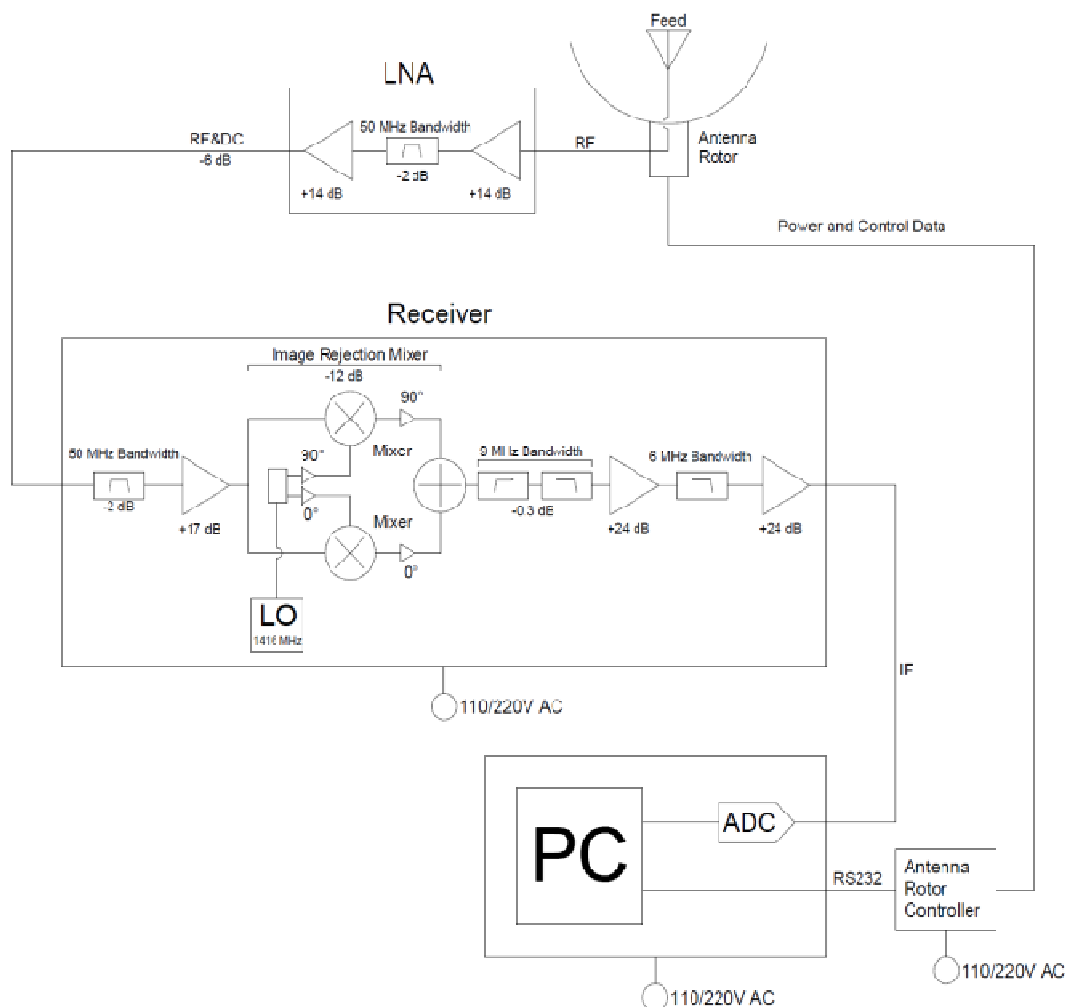 Feed
LNA
50 MHz Bandwidth
RF&DC
-6 dB
RF
Antenna
Rotor
-2 dB
+14 dB
+14 dB
Power and Control Data
Receiver
Image Rejection Mixer
-12 dB
90°
50 MHz Bandwidth
90°
Mixer
9 MHz Bandwidth
6 MHz Bandwidth
-2 dB
0°
Mixer
-0.3 dB
+17 dB
+24 dB
+24 dB
0°
LO
1416 MHz
IF
110/220V AC
PC
ADC
RS232
Antenna
Rotor
Controller
110/220V AC
110/220V AC